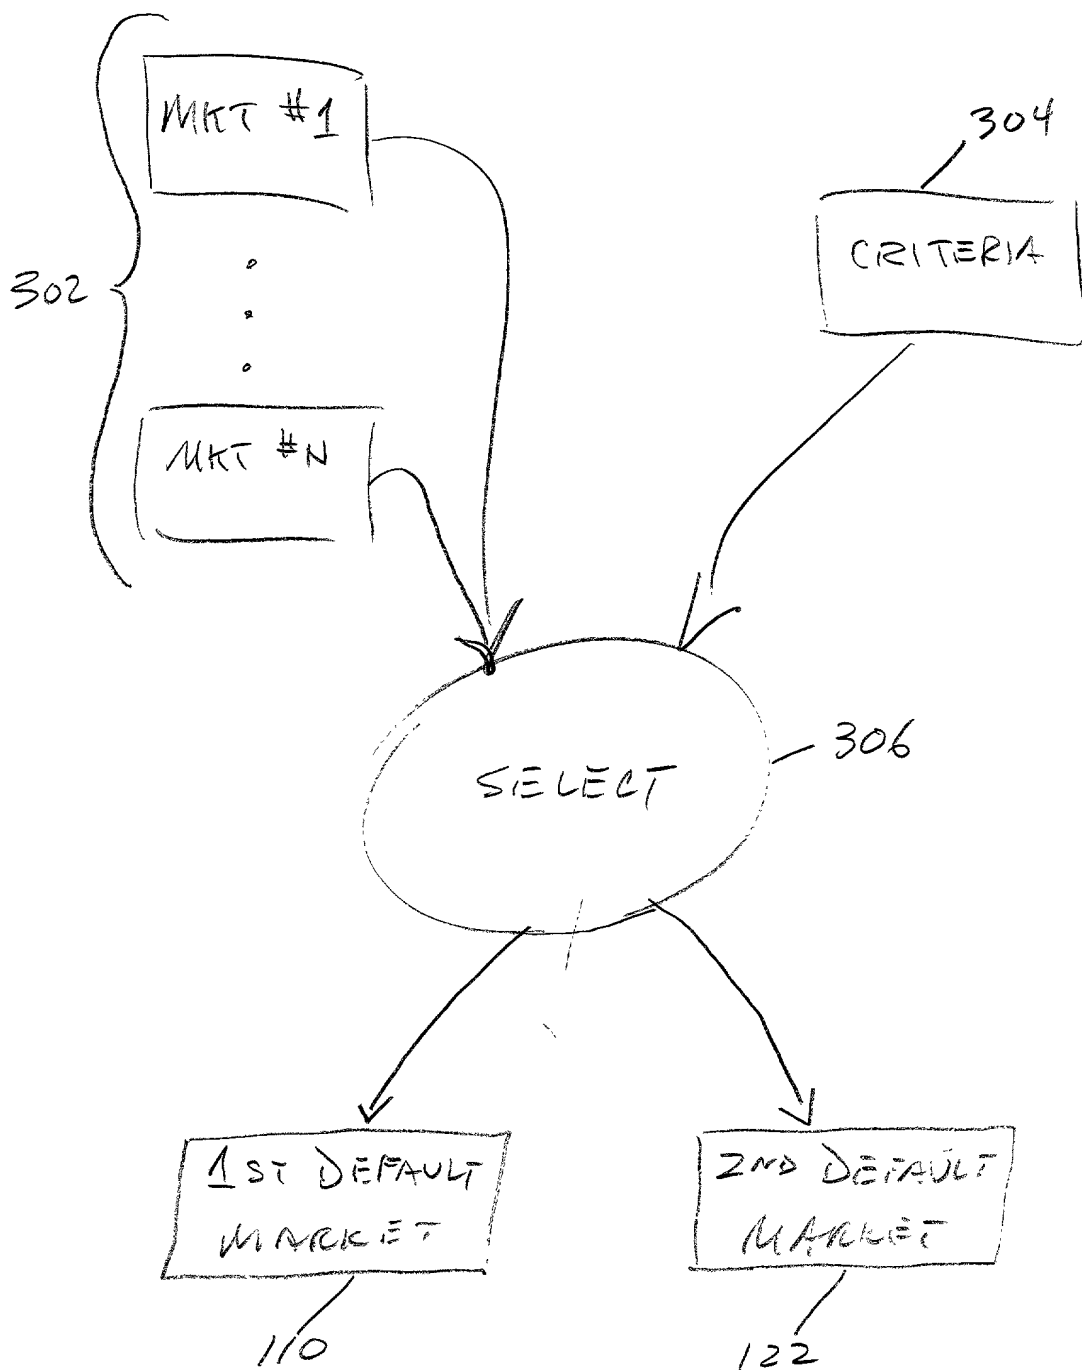 MKT #1
304
CRITERIA
302
MKT #N
306
SELECT
1ST DEFAULT
MARKET
2ND DEFAULT
MARKET
110
122